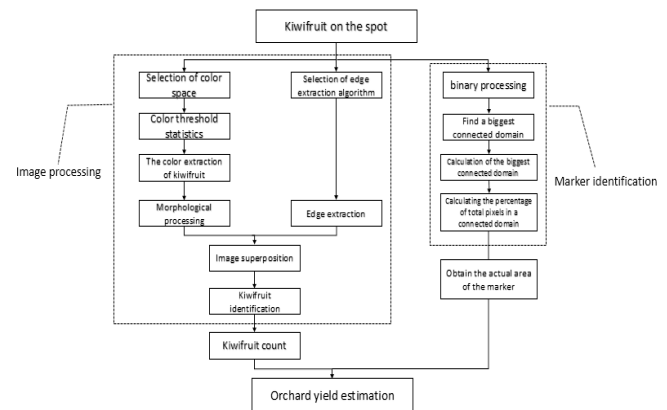 Kiwifruit on the spot
Selection of color
space
Selection of edge
extraction algorithm
binary processing
Color threshold
statistics
Find a biggest
connected domain
Image processing
The color extraction
of kiwifruit
Calculation of the biggest
connected domain
Marker identification
Morphological
processing
Edge extraction
Calculating the percentage
of total pixels in a
connected domain
Image superposition
Obtain the actual area
of the marker
Kiwifruit
identification
Kiwifruit count
Orchard yield estimation